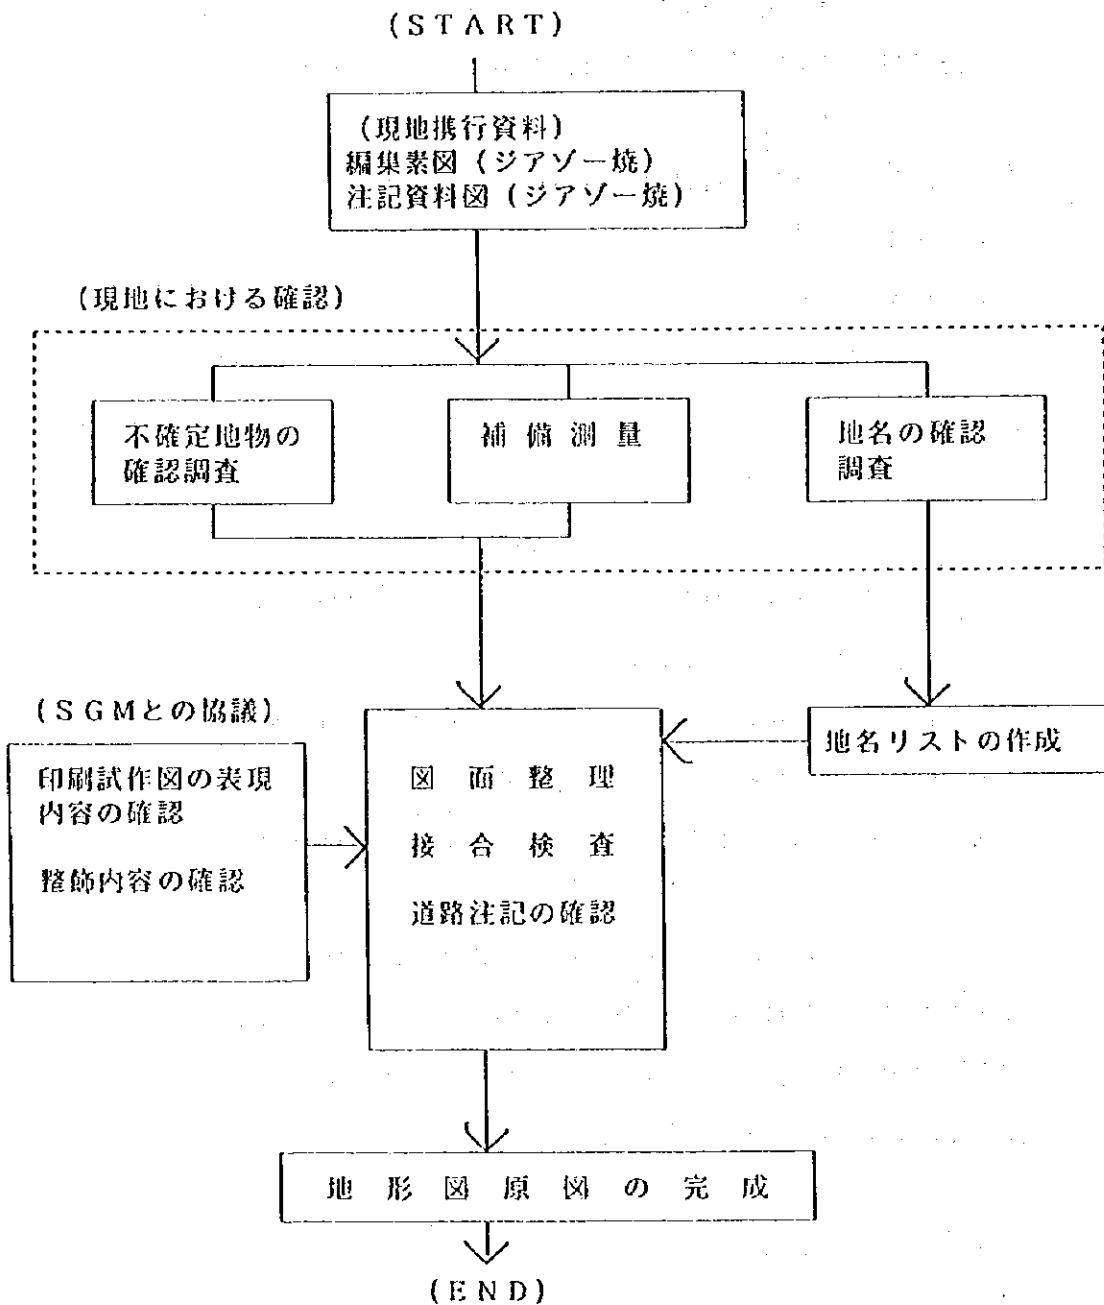 (START)
(現地携行資料)
編集素図(ジアゾー焼)
注記資料図(ジアゾー焼)
(現地における確認)
不確定地物の
確認調査
補備測量
地名の確認
調査
(SGMとの協議)
印刷試作図の表現
内容の確認
整飾内容の確認
図面整理
接合検査
道路注記の確認
地名リストの作成
地形図原図の完成
(END)